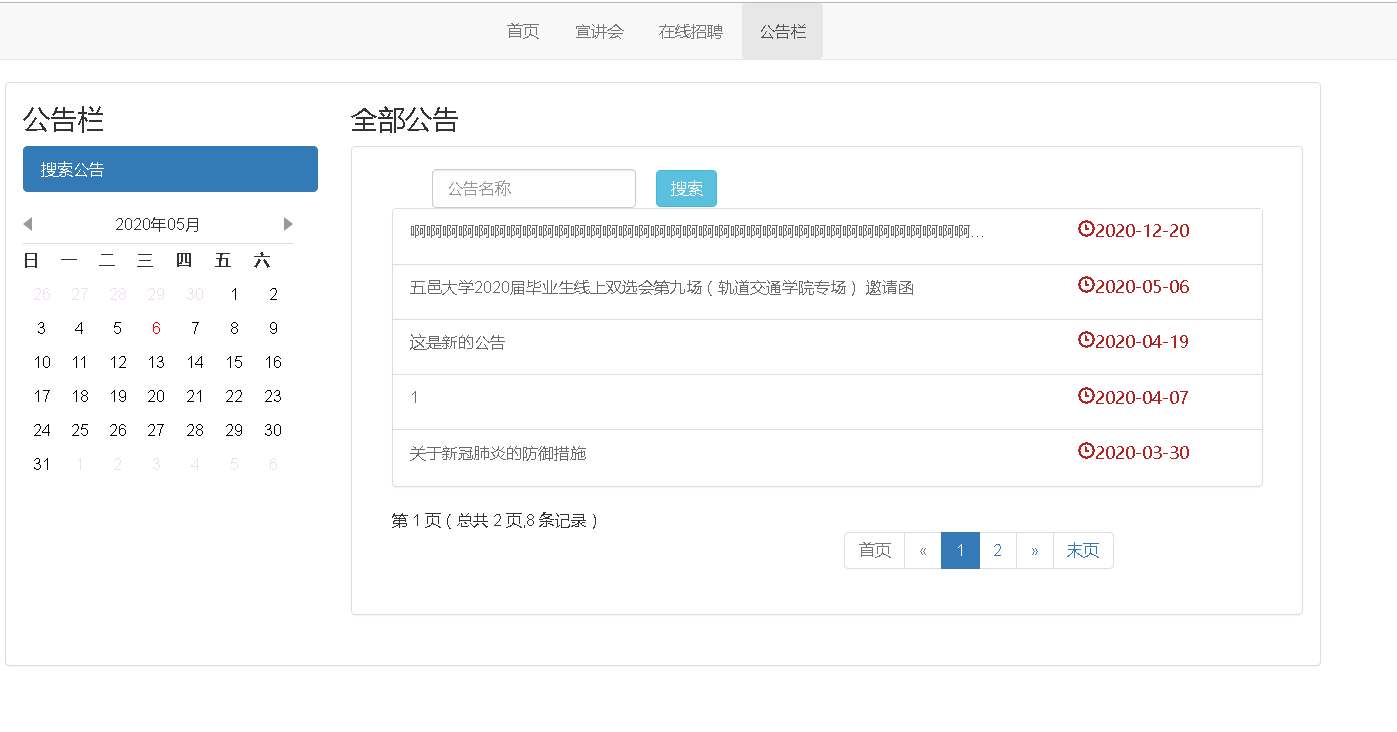 首页 宣讲会 在线招聘 公告栏
公告栏
搜索公告
2020年05月
日 一 二 三 四 五 六
26 27 28 29 30 1 2
3 4 5 6 7 8 9
10 11 12 13 14 15 16
17 18 19 20 21 22 23
24 25 26 27 28 29 30
31 1 2 3 4 5 6
全部公告
公告名称 搜索
啊啊啊啊啊啊啊啊啊啊啊啊啊啊啊啊啊啊啊啊啊啊啊啊啊啊啊啊啊啊啊啊啊啊啊... 2020-12-20
五邑大学2020届毕业生线上双选会第九场（轨道交通学院专场）邀请函 2020-05-06
这是新的公告 2020-04-19
1 2020-04-07
关于新冠肺炎的防御措施 2020-03-30
第 1 页（总共 2 页,8 条记录）
首页 « 1 2 » 末页